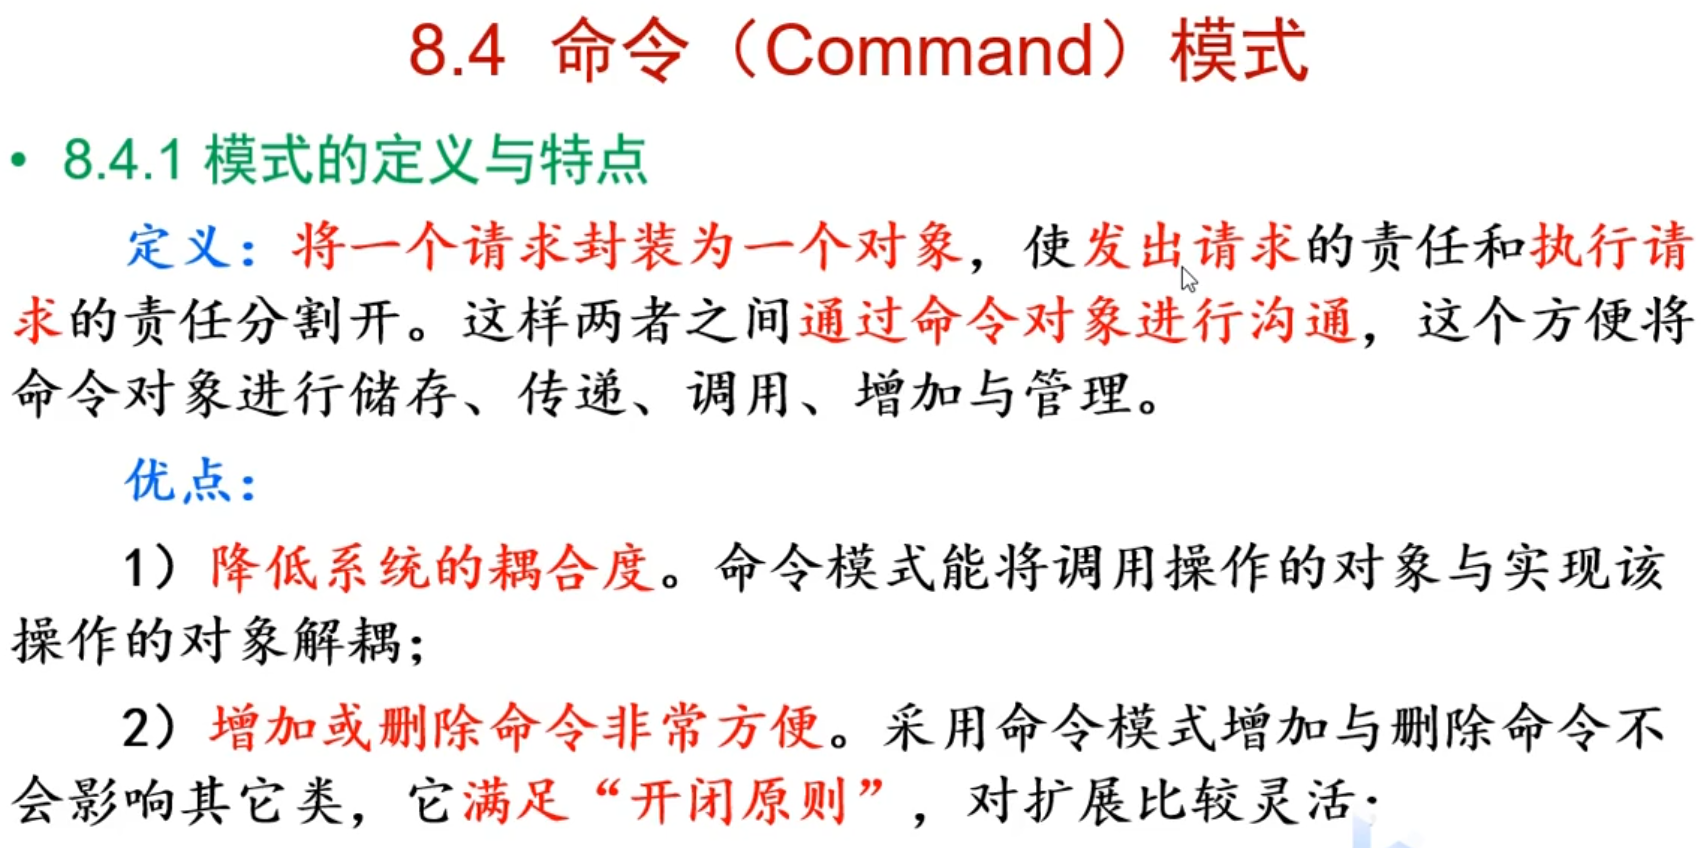 8.4 命令（Command）模式
• 8.4.1 模式的定义与特点
定义：将一个请求封装为一个对象，使发出请求的责任和执行请
求的责任分割开。这样两者之间通过命令对象进行沟通，这个方便将
命令对象进行储存、传递、调用、增加与管理。
优点：
1）降低系统的耦合度。命令模式能将调用操作的对象与实现该
操作的对象解耦；
2）增加或删除命令非常方便。采用命令模式增加与删除命令不
会影响其它类，它满足“开闭原则”，对扩展比较灵活；